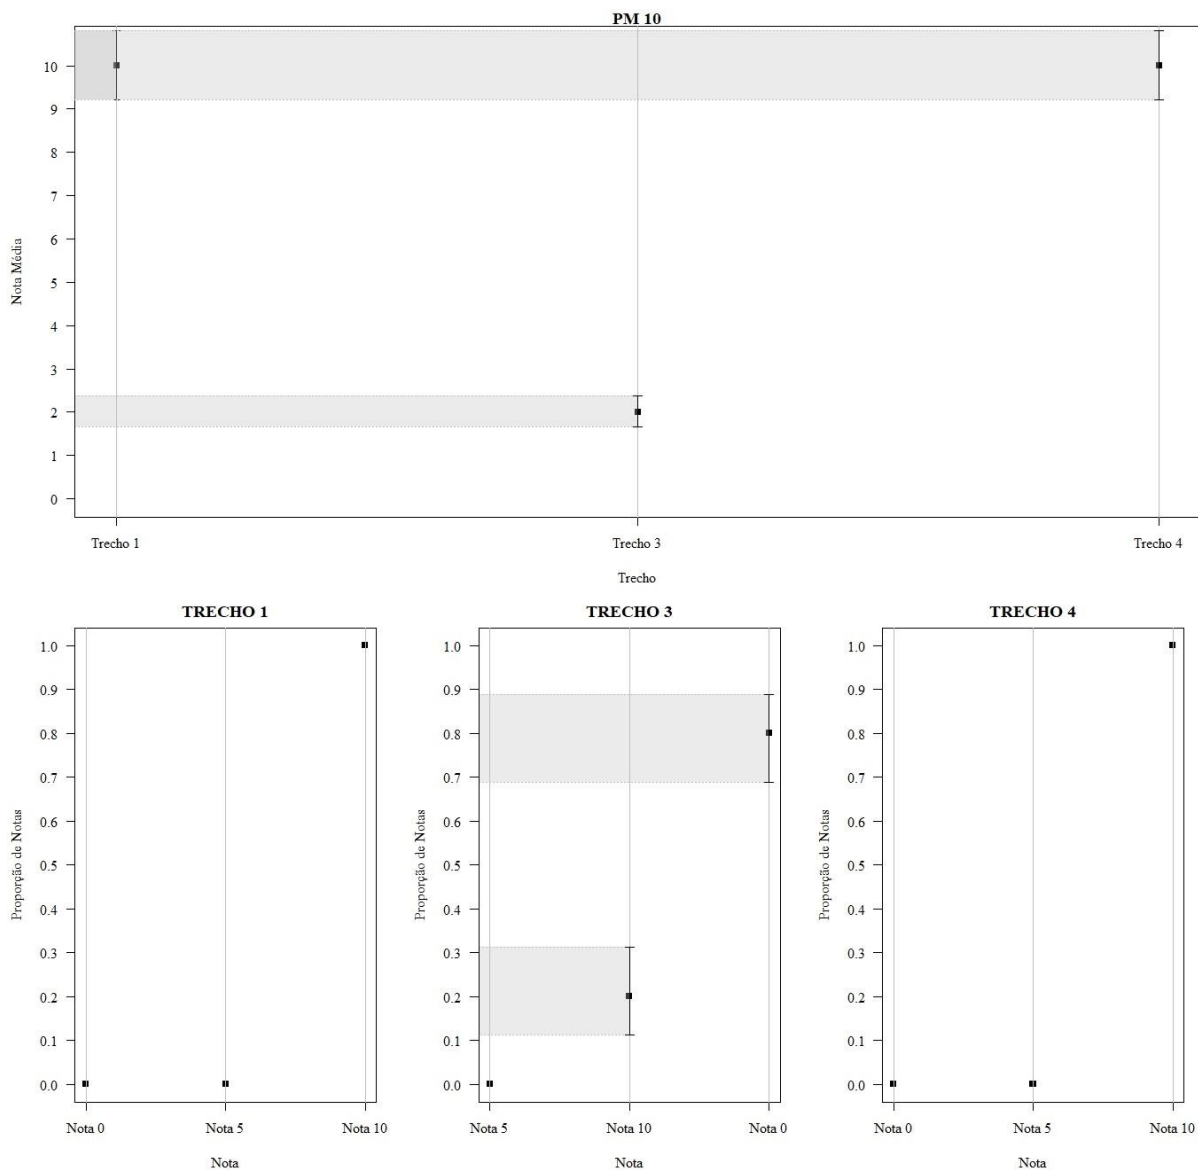 PM 10
10
9
8
7
6
5
4
3
2
1
0
Nota Média
Trecho 1 Trecho 3 Trecho 4
Trecho
TRECHO 1
1.0
0.9
0.8
0.7
0.6
0.5
0.4
0.3
0.2
0.1
0.0
Proporção de Notas
Nota 0 Nota 5 Nota 10
Nota
TRECHO 3
1.0
0.9
0.8
0.7
0.6
0.5
0.4
0.3
0.2
0.1
0.0
Proporção de Notas
Nota 5 Nota 10 Nota 0
Nota
TRECHO 4
1.0
0.9
0.8
0.7
0.6
0.5
0.4
0.3
0.2
0.1
0.0
Proporção de Notas
Nota 0 Nota 5 Nota 10
Nota